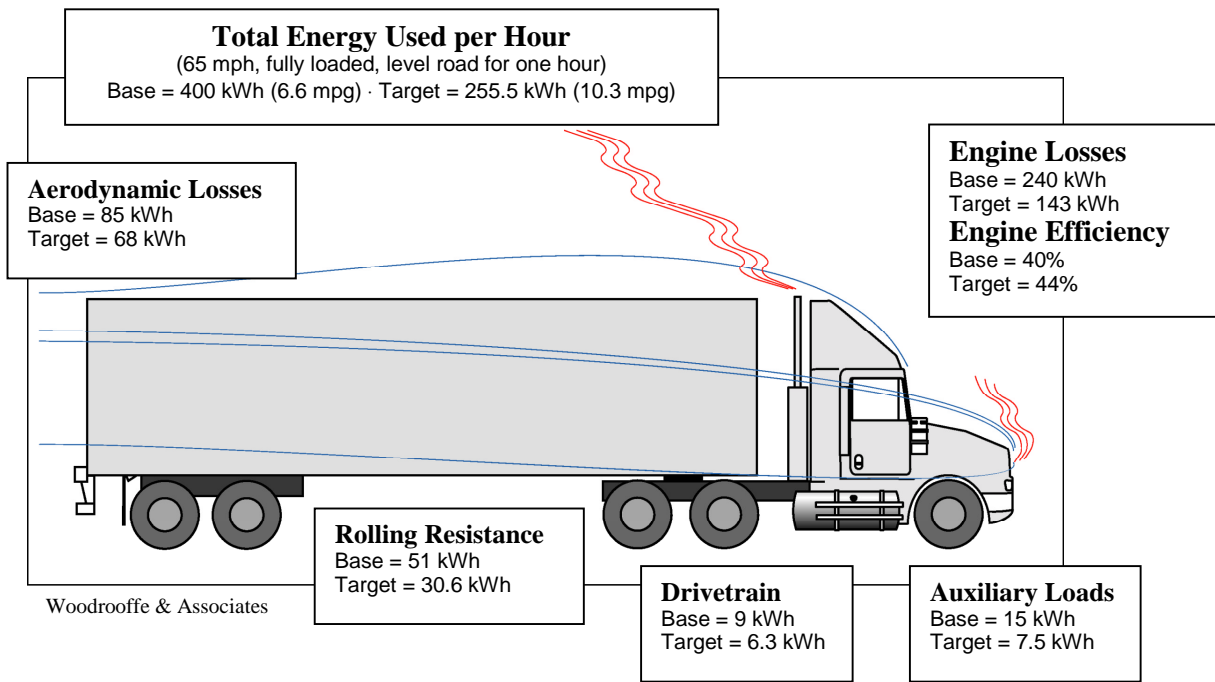 Total Energy Used per Hour
(65 mph, fully loaded, level road for one hour)
Base = 400 kWh (6.6 mpg) · Target = 255.5 kWh (10.3 mpg)
Aerodynamic Losses
Base = 85 kWh
Target = 68 kWh
Engine Losses
Base = 240 kWh
Target = 143 kWh
Engine Efficiency
Base = 40%
Target = 44%
Rolling Resistance
Base = 51 kWh
Target = 30.6 kWh
Woodrooffe & Associates
Drivetrain
Base = 9 kWh
Target = 6.3 kWh
Auxiliary Loads
Base = 15 kWh
Target = 7.5 kWh